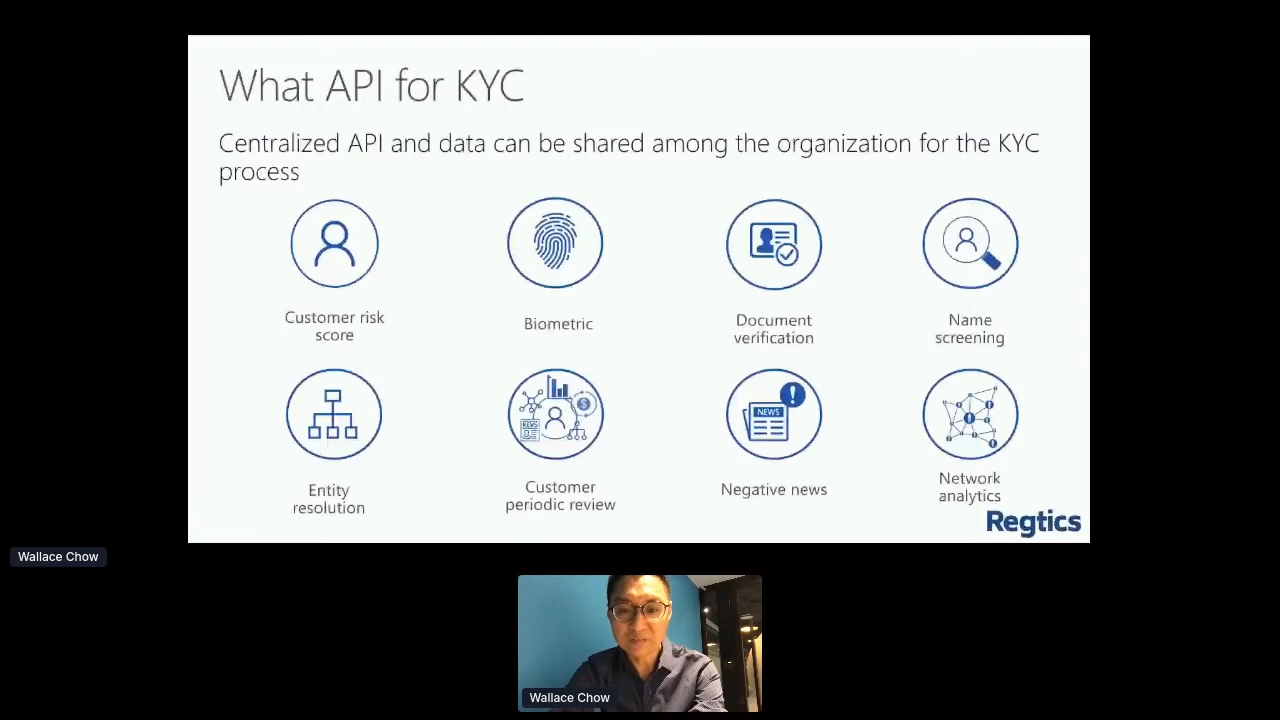 What API for KYC
Centralized API and data can be shared among the organization for the KYC
process
Customer risk
score
Biometric
Document
verification
Name
screening
NEWS
NEWS
Entity
resolution
Customer
periodic review
Negative news
Network
analytics
Regtics
Wallace Chow
Wallace Chow